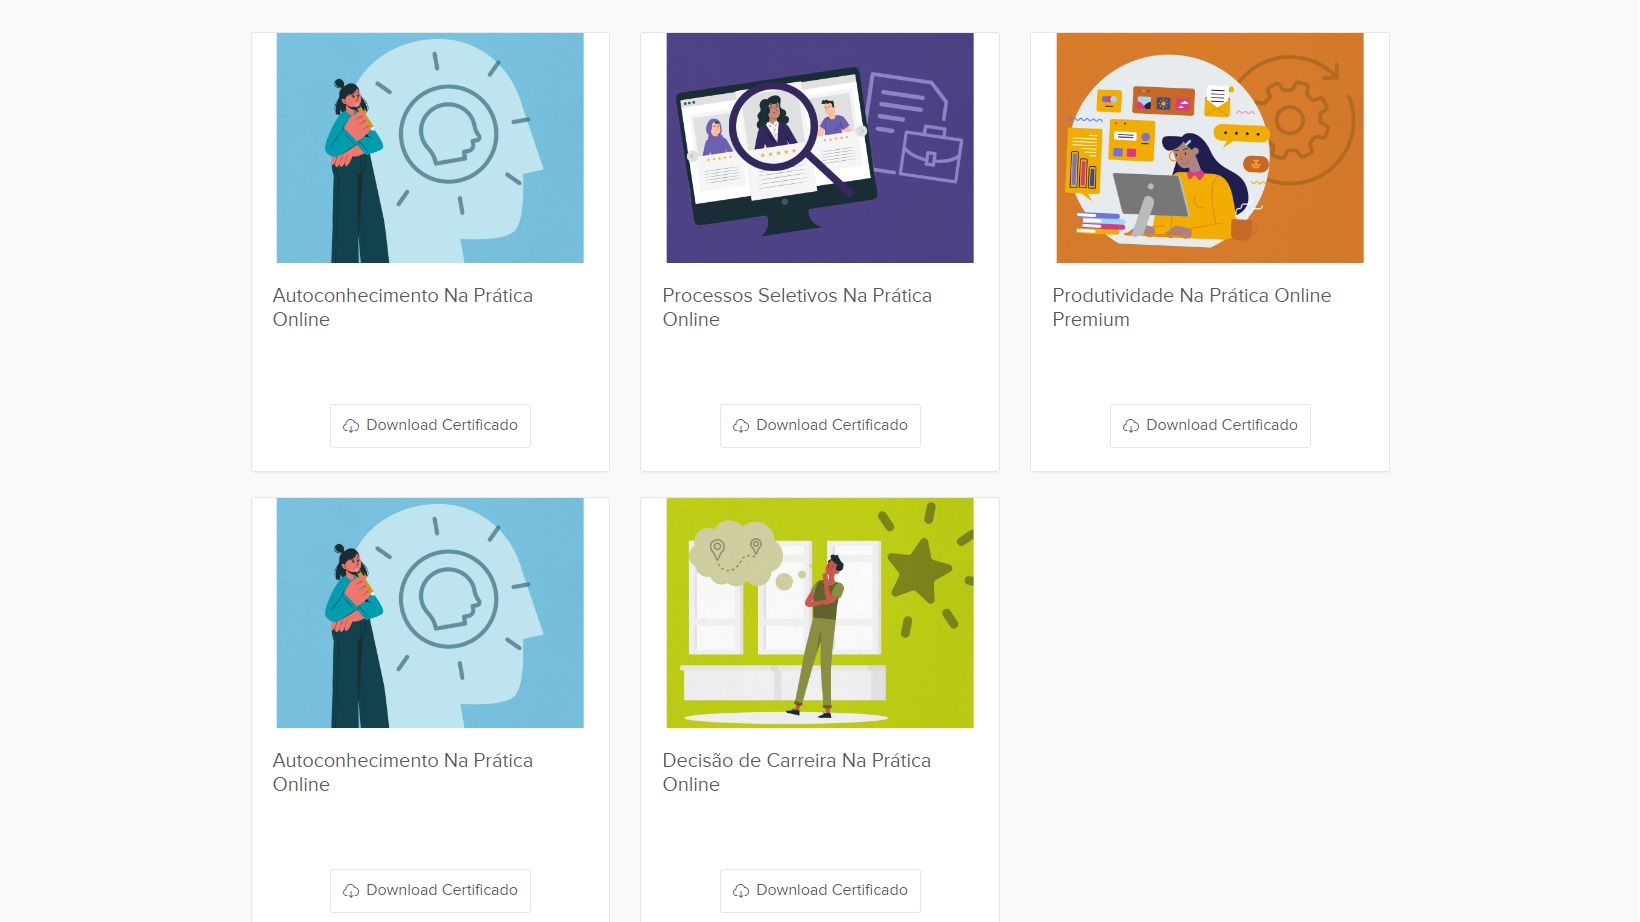 Autoconhecimento Na Prática
Online
Download Certificado
Processos Seletivos Na Prática
Online
Download Certificado
Produtividade Na Prática Online
Premium
Download Certificado
Autoconhecimento Na Prática
Online
Download Certificado
Decisão de Carreira Na Prática
Online
Download Certificado